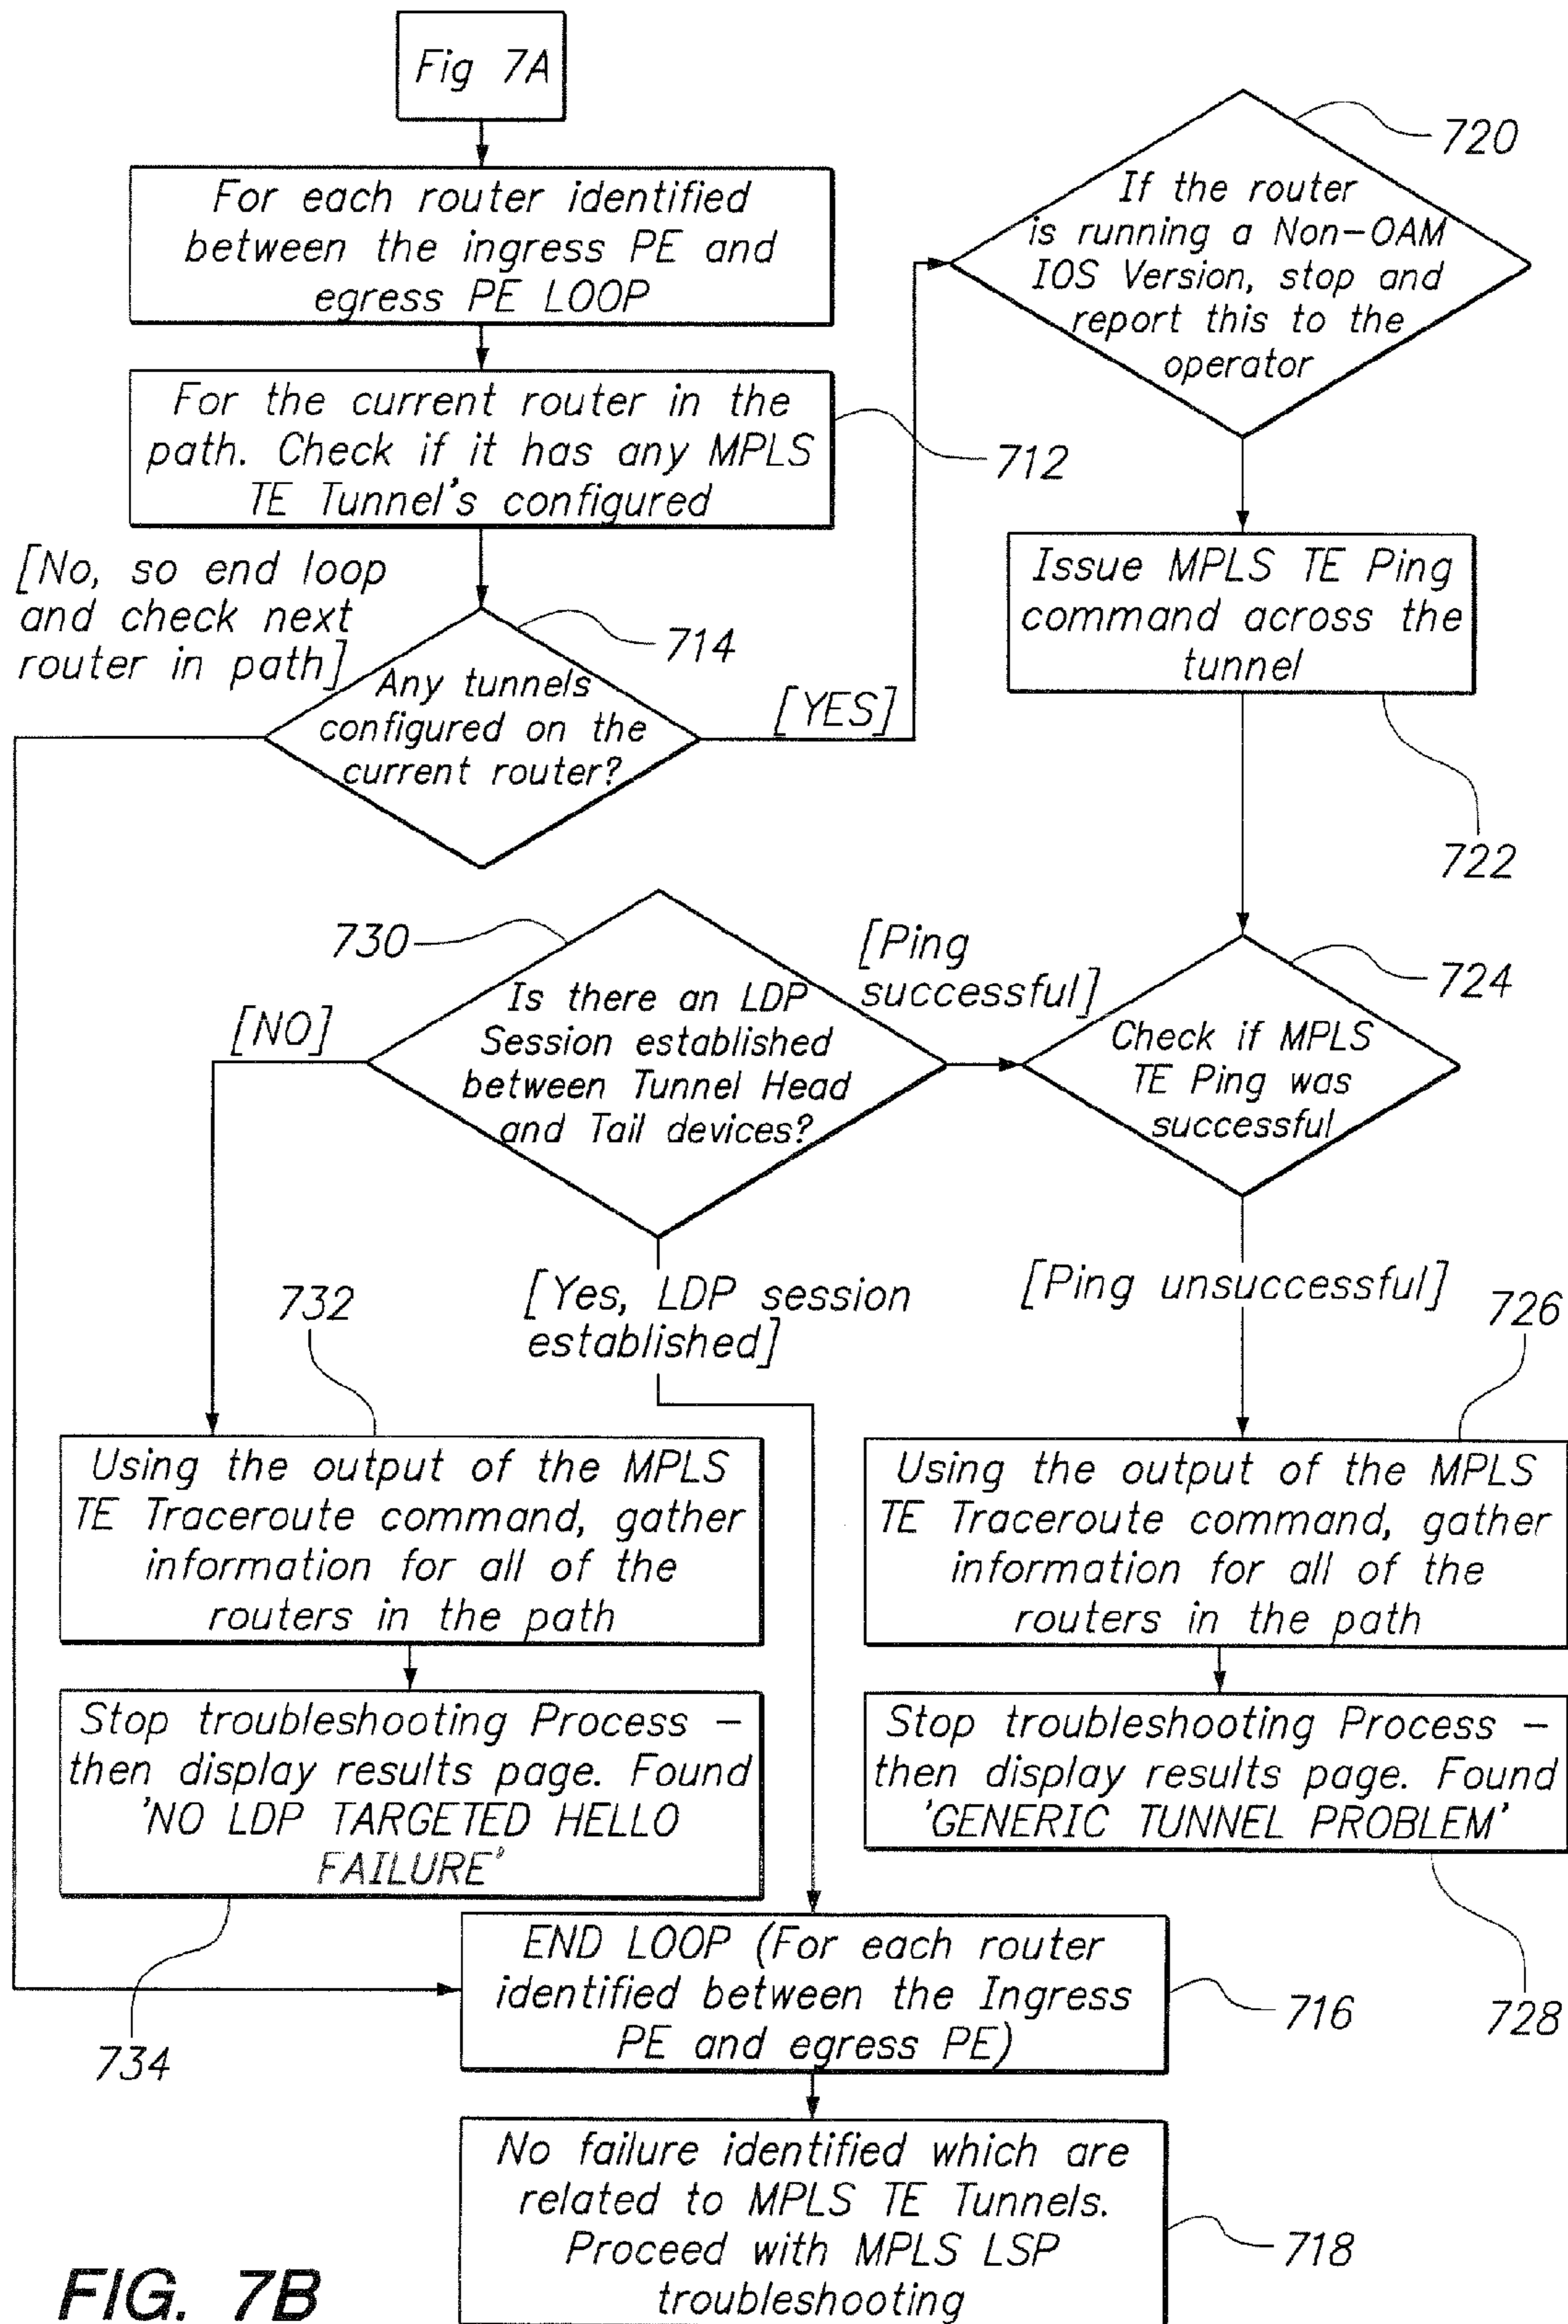 Fig 7A
For each router identified
between the ingress PE and
egress PE LOOP
For the current router in the
path. Check if it has any MPLS
TE Tunnel's configured
712
[No, so end loop
and check next
router in path]
714
Any tunnels
configured on the
current router?
[YES]
720
If the router
is running a Non-OAM
IOS Version, stop and
report this to the
operator
Issue MPLS TE Ping
command across the
tunnel
722
730
Is there an LDP
Session established
between Tunnel Head
and Tail devices?
[NO]
[Ping
successful]
724
Check if MPLS
TE Ping was
successful
[Yes, LDP session
established]
[Ping unsuccessful]
732
Using the output of the MPLS
TE Traceroute command, gather
information for all of the
routers in the path
726
Using the output of the MPLS
TE Traceroute command, gather
information for all of the
routers in the path
Stop troubleshooting Process –
then display results page. Found
'NO LDP TARGETED HELLO
FAILURE'
734
Stop troubleshooting Process –
then display results page. Found
'GENERIC TUNNEL PROBLEM'
728
END LOOP (For each router
identified between the Ingress
PE and egress PE)
716
No failure identified which are
related to MPLS TE Tunnels.
Proceed with MPLS LSP
troubleshooting
718
FIG. 7B